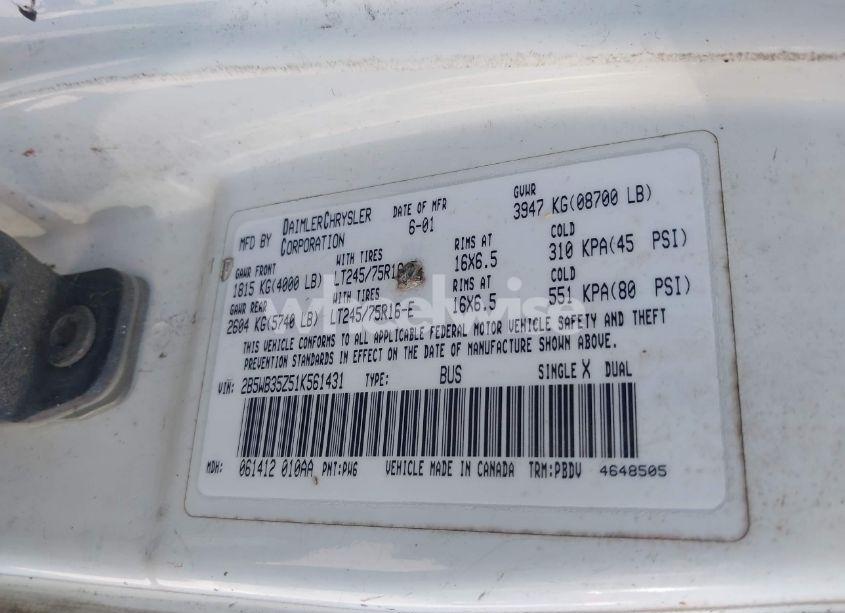 MFD BY DAIMLERCHRYSLER CORPORATION DATE OF MFR 6-01 GVWR 3947 KG(08700 LB)
GAWR FRONT WITH TIRES RIMS AT COLD
1815 KG(4000 LB) LT245/75R16 16X6.5 310 KPA(45 PSI)
GAWR REAR WITH TIRES RIMS AT COLD
2604 KG(5740 LB) LT245/75R16-E 16X6.5 551 KPA(80 PSI)
THIS VEHICLE CONFORMS TO ALL APPLICABLE FEDERAL MOTOR VEHICLE SAFETY AND THEFT
PREVENTION STANDARDS IN EFFECT ON THE DATE OF MANUFACTURE SHOWN ABOVE.
VIN: 2B5WB35Z51K561431 TYPE: BUS SINGLE X DUAL
MDH: 061412 010AA PNT:PW6 VEHICLE MADE IN CANADA TRM:PBDV 4648505
wheelwise